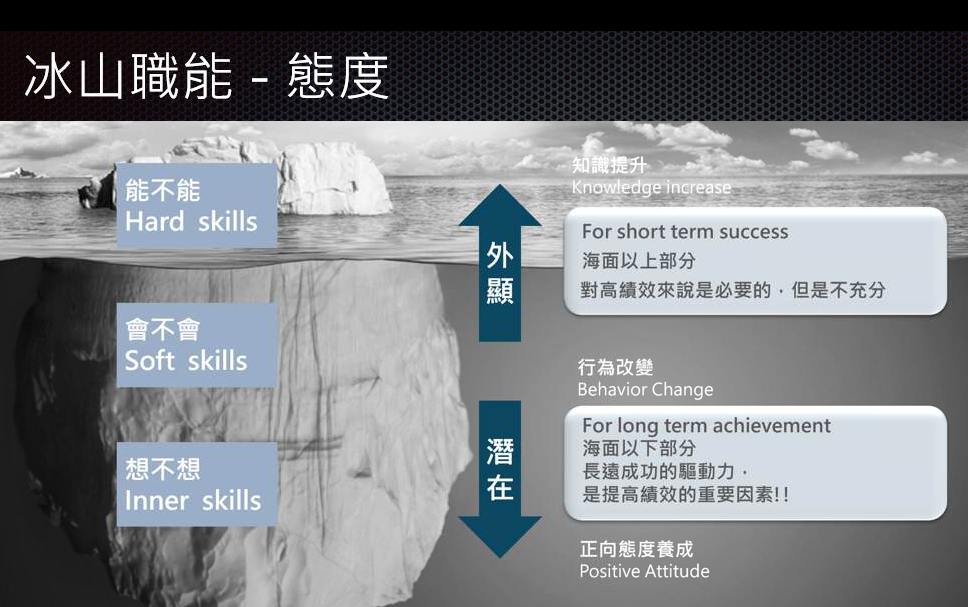 冰山職能 - 態度
能不能
Hard skills
會不會
Soft skills
想不想
Inner skills
外
顯
潛
在
知識提升
Knowledge increase
For short term success
海面以上部分
對高績效來說是必要的，但是不充分
行為改變
Behavior Change
For long term achievement
海面以下部分
長遠成功的驅動力，
是提高績效的重要因素!!
正向態度養成
Positive Attitude